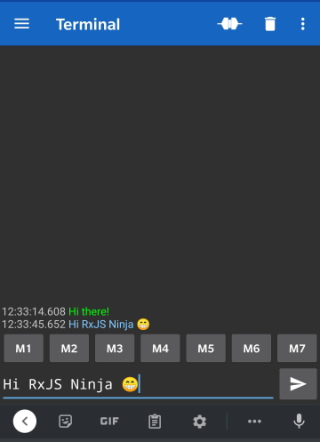 Terminal
12:33:14.608 Hi there!
12:33:45.652 Hi RxJS Ninja 😁
M1 M2 M3 M4 M5 M6 M7
Hi RxJS Ninja 😁
GIF